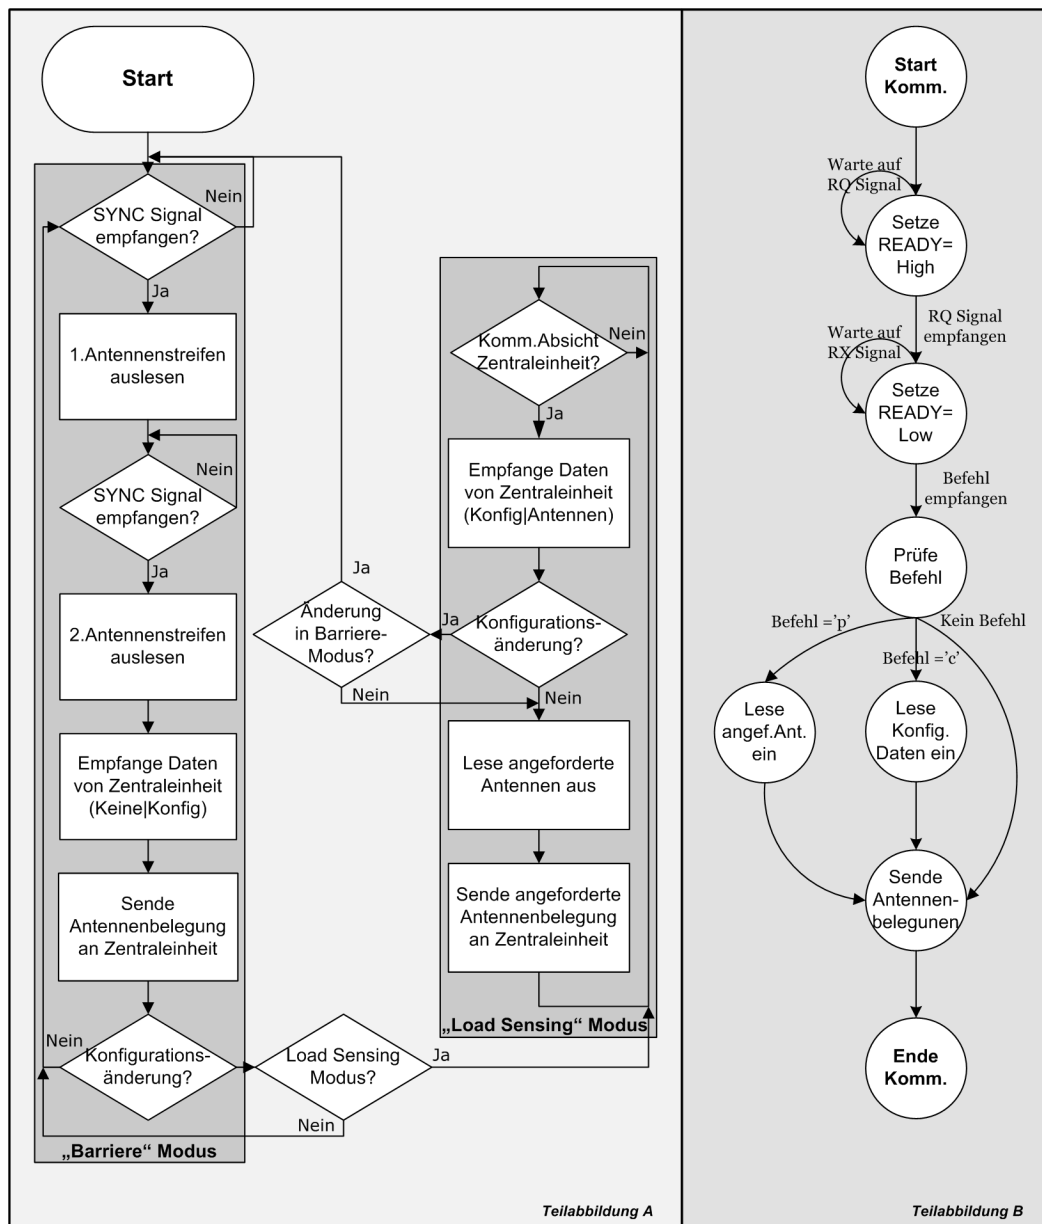 Start
Nein
SYNC Signal
empfangen?
Ja
1.Antennenstreifen
auslesen
Nein
SYNC Signal
empfangen?
Ja
2.Antennenstreifen
auslesen
Empfange Daten
von Zentraleinheit
(Keine|Konfig)
Sende
Antennenbelegung
an Zentraleinheit
Nein
Konfigurations-
änderung?
„Barriere“ Modus
Load Sensing
Modus?
Ja
Nein
Ja
Änderung
in Barriere-
Modus?
Nein
Komm.Absicht
Zentraleinheit?
Nein
Ja
Empfange Daten
von Zentraleinheit
(Konfig|Antennen)
Ja
Konfigurations-
änderung?
Nein
Lese angeforderte
Antennen aus
Sende angeforderte
Antennenbelegung
an Zentraleinheit
„Load Sensing“ Modus
Teilabbildung A
Start
Komm.
Warte auf
RQ Signal
Setze
READY=
High
RQ Signal
empfangen
Warte auf
RX Signal
Setze
READY=
Low
Befehl
empfangen
Prüfe
Befehl
Befehl =’p’
Kein Befehl
Befehl =’c’
Lese
angef.Ant.
ein
Lese
Konfig.
Daten ein
Sende
Antennen-
belegunen
Ende
Komm.
Teilabbildung B